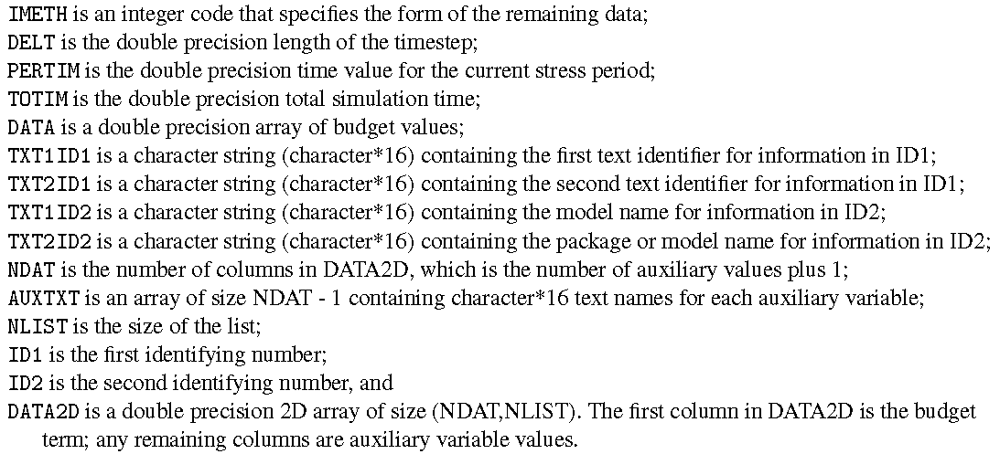 IMETH is an integer code that specifies the form of the remaining data;
DELT is the double precision length of the timestep;
PERTIM is the double precision time value for the current stress period;
TOTIM is the double precision total simulation time;
DATA is a double precision array of budget values;
TXT1ID1 is a character string (character*16) containing the first text identifier for information in ID1;
TXT2ID1 is a character string (character*16) containing the second text identifier for information in ID1;
TXT1ID2 is a character string (character*16) containing the model name for information in ID2;
TXT2ID2 is a character string (character*16) containing the package or model name for information in ID2;
NDAT is the number of columns in DATA2D, which is the number of auxiliary values plus 1;
AUXTXT is an array of size NDAT - 1 containing character*16 text names for each auxiliary variable;
NLIST is the size of the list;
ID1 is the first identifying number;
ID2 is the second identifying number, and
DATA2D is a double precision 2D array of size (NDAT,NLIST). The first column in DATA2D is the budget
term; any remaining columns are auxiliary variable values.